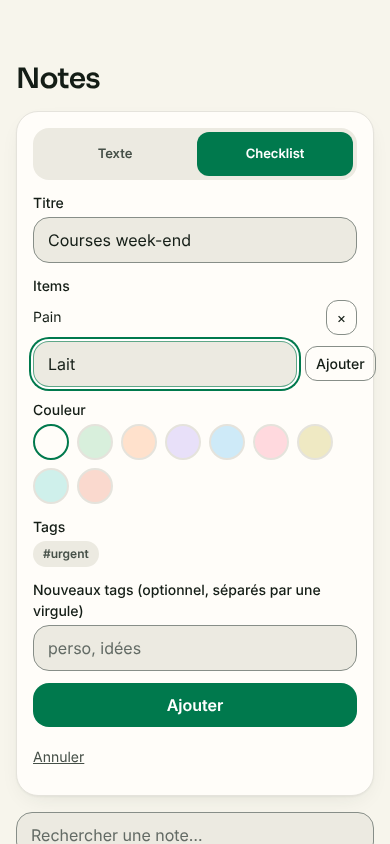 Notes
Texte
Checklist
Titre
Courses week-end
Items
Pain
×
Lait
Ajouter
Couleur
Tags
#urgent
Nouveaux tags (optionnel, séparés par une
virgule)
perso, idées
Ajouter
Annuler
Rechercher une note...